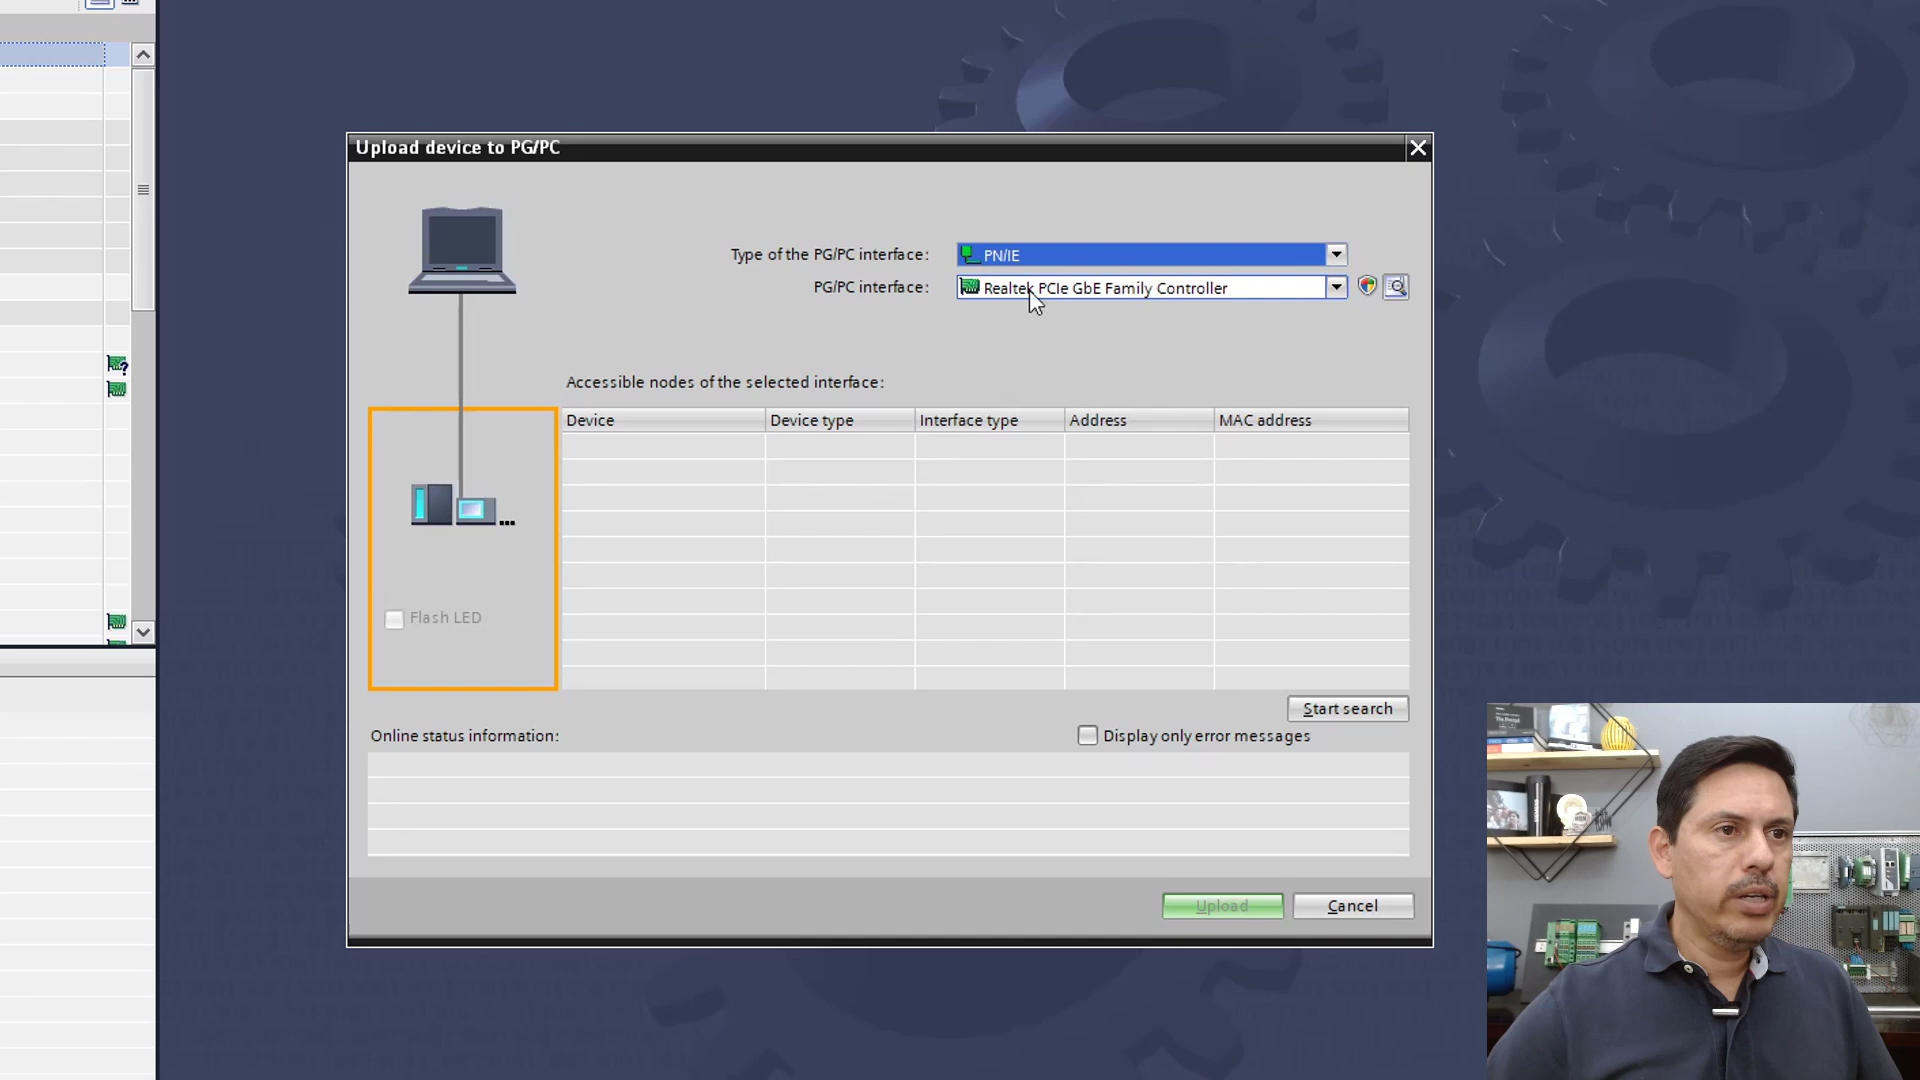 Upload device to PG/PC
Type of the PG/PC interface:
PN/IE
PG/PC interface:
Realtek PCIe GbE Family Controller
Accessible nodes of the selected interface:
Device
Device type
Interface type
Address
MAC address
Flash LED
Start search
Online status information:
Display only error messages
Upload
Cancel